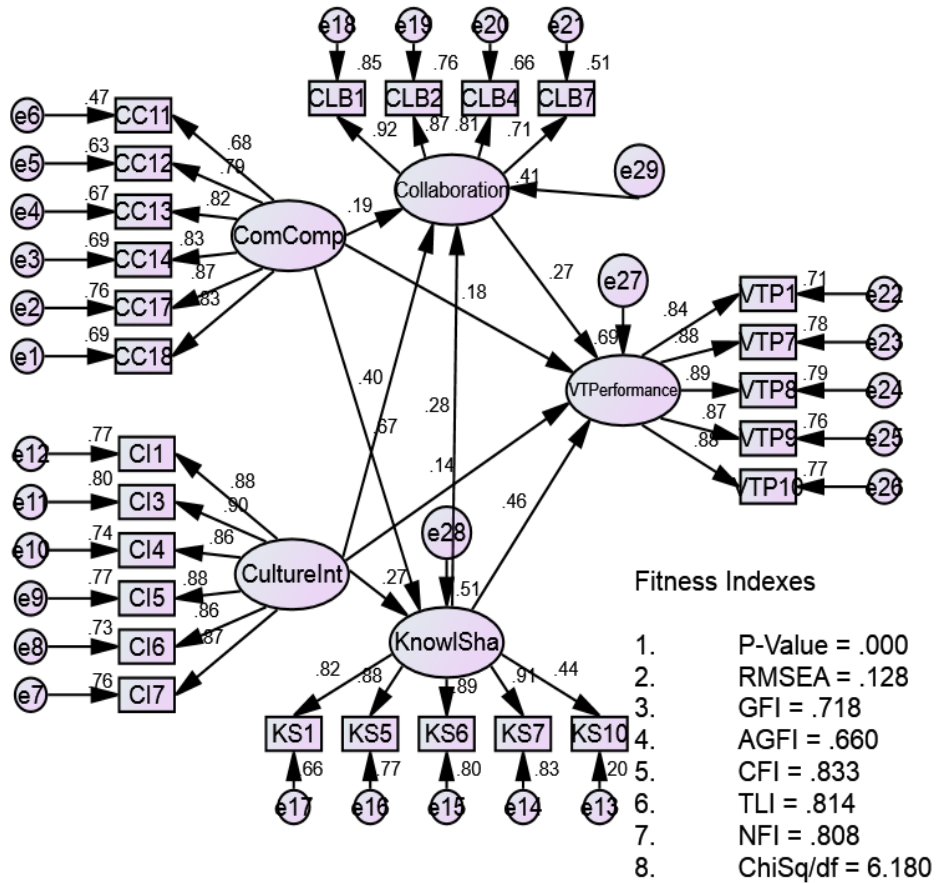 e18 e19 e20 e21
.85 .76 .66 .51
CLB1 CLB2 CLB4 CLB7
.92 .87 .81 .71
e6 .47 CC11 .68
e5 .63 CC12 .79
e4 .67 CC13 .82
e3 .69 CC14 .83
e2 .76 CC17 .87
e1 .69 CC18 .83
ComComp
Collaboration .41 e29
.19
.18
.27
e27
.69
VTPerformance
.84 VTP1 .71 e22
.88 VTP7 .78 e23
.89 VTP8 .79 e24
.87 VTP9 .76 e25
.88 VTP10 .77 e26
.40
.67
.28
.14
.46
e12 .77 CI1 .88
e11 .80 CI3 .90
e10 .74 CI4 .86
e9 .77 CI5 .88
e8 .73 CI6 .86
e7 .76 CI7 .87
CultureInt
e28
.27
.51
KnowlSha
.82 .88 .89 .91 .44
KS1 KS5 KS6 KS7 KS10
.66 .77 .80 .83 .20
e17 e16 e15 e14 e13
Fitness Indexes
1. P-Value = .000
2. RMSEA = .128
3. GFI = .718
4. AGFI = .660
5. CFI = .833
6. TLI = .814
7. NFI = .808
8. ChiSq/df = 6.180